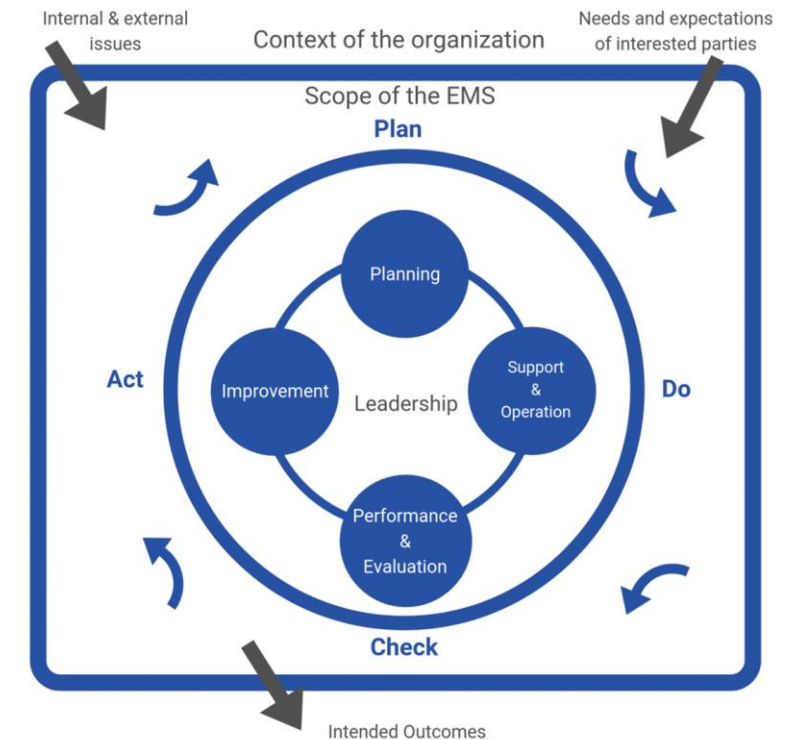 Internal & external
issues
Context of the organization
Needs and expectations
of interested parties
Scope of the EMS
Plan
Planning
Act
Improvement
Leadership
Support
&
Operation
Do
Performance
&
Evaluation
Check
Intended Outcomes